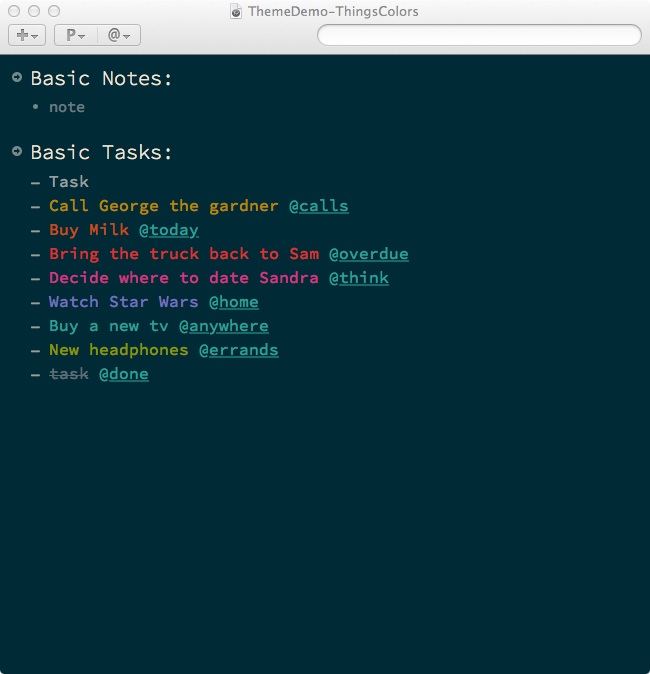 ThemeDemo-ThingsColors
P @
Basic Notes:
• note
Basic Tasks:
– Task
– Call George the gardner @calls
– Buy Milk @today
– Bring the truck back to Sam @overdue
– Decide where to date Sandra @think
– Watch Star Wars @home
– Buy a new tv @anywhere
– New headphones @errands
– task @done